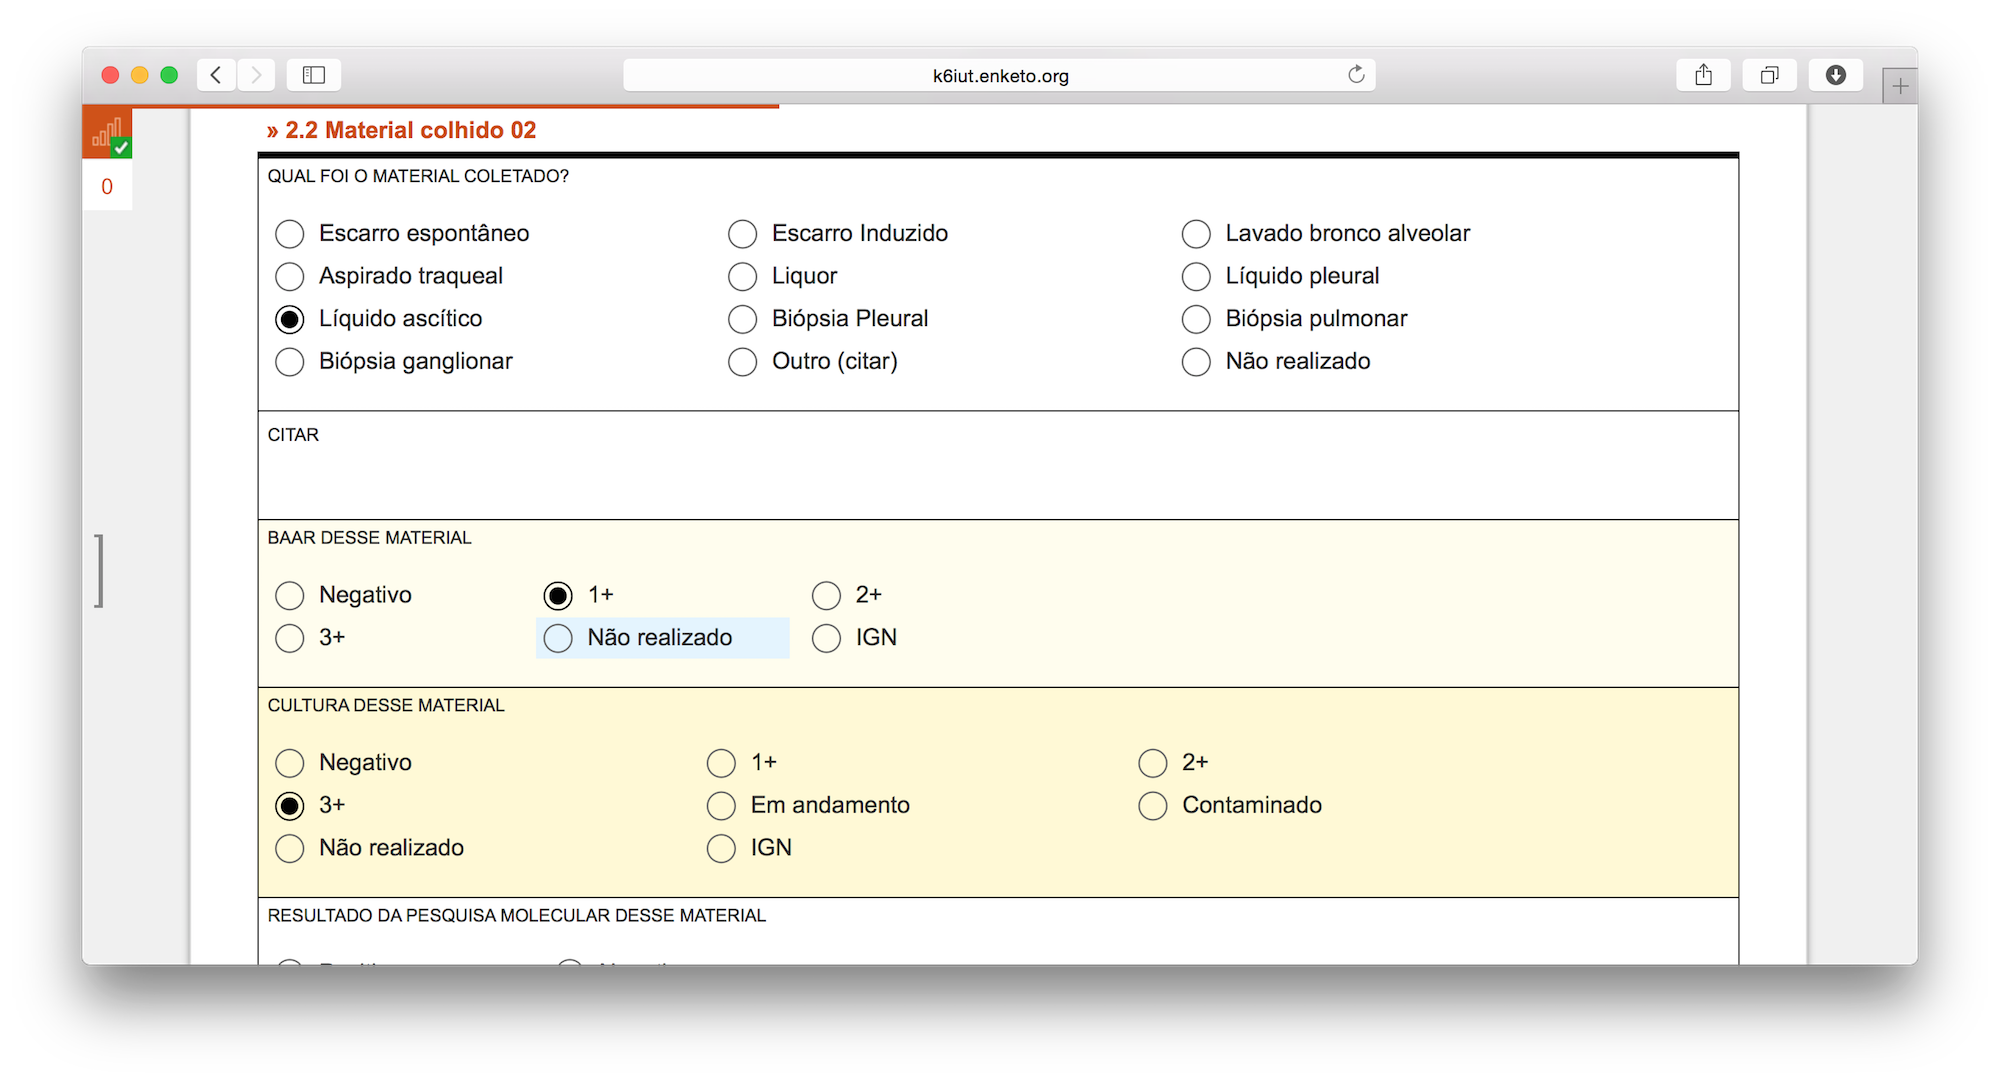 k6iut.enketo.org
0
» 2.2 Material colhido 02
QUAL FOI O MATERIAL COLETADO?
Escarro espontâneo Escarro Induzido Lavado bronco alveolar
Aspirado traqueal Liquor Líquido pleural
Líquido ascítico Biópsia Pleural Biópsia pulmonar
Biópsia ganglionar Outro (citar) Não realizado
CITAR
BAAR DESSE MATERIAL
Negativo 1+ 2+
3+ Não realizado IGN
CULTURA DESSE MATERIAL
Negativo 1+ 2+
3+ Em andamento Contaminado
Não realizado IGN
RESULTADO DA PESQUISA MOLECULAR DESSE MATERIAL